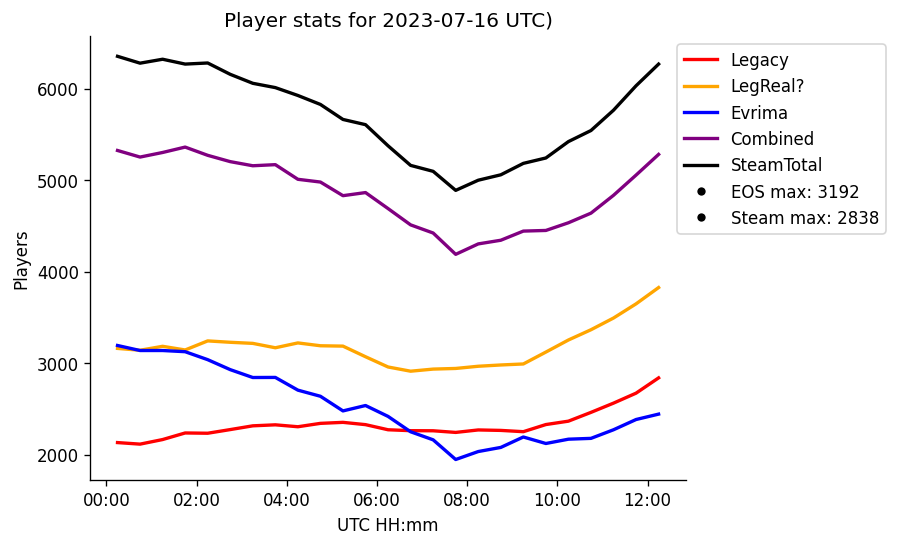 Player stats for 2023-07-16 UTC)
Players
6000
5000
4000
3000
2000
00:00 02:00 04:00 06:00 08:00 10:00 12:00
UTC HH:mm
Legacy
LegReal?
Evrima
Combined
SteamTotal
EOS max: 3192
Steam max: 2838